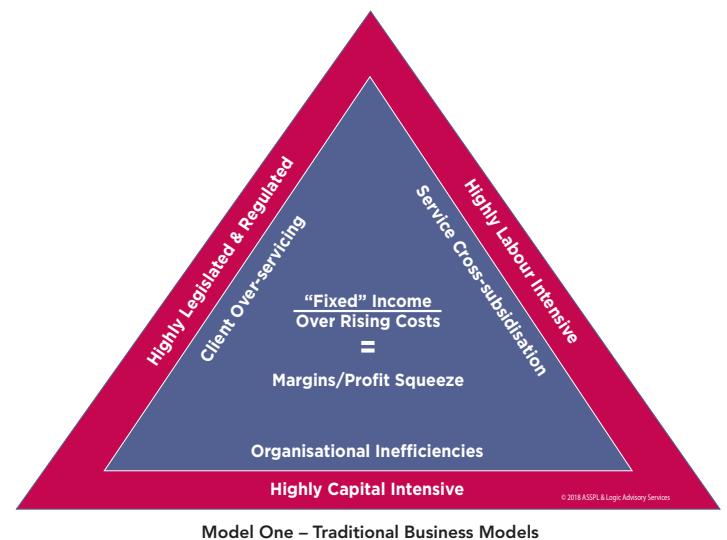 Highly Legislated & Regulated
Client Over-servicing
Service Cross-subsidisation
Highly Labour Intensive
“Fixed” Income
Over Rising Costs
=
Margins/Profit Squeeze
Organisational Inefficiencies
Highly Capital Intensive
© 2018 ASSPL & Logic Advisory Services
Model One – Traditional Business Models